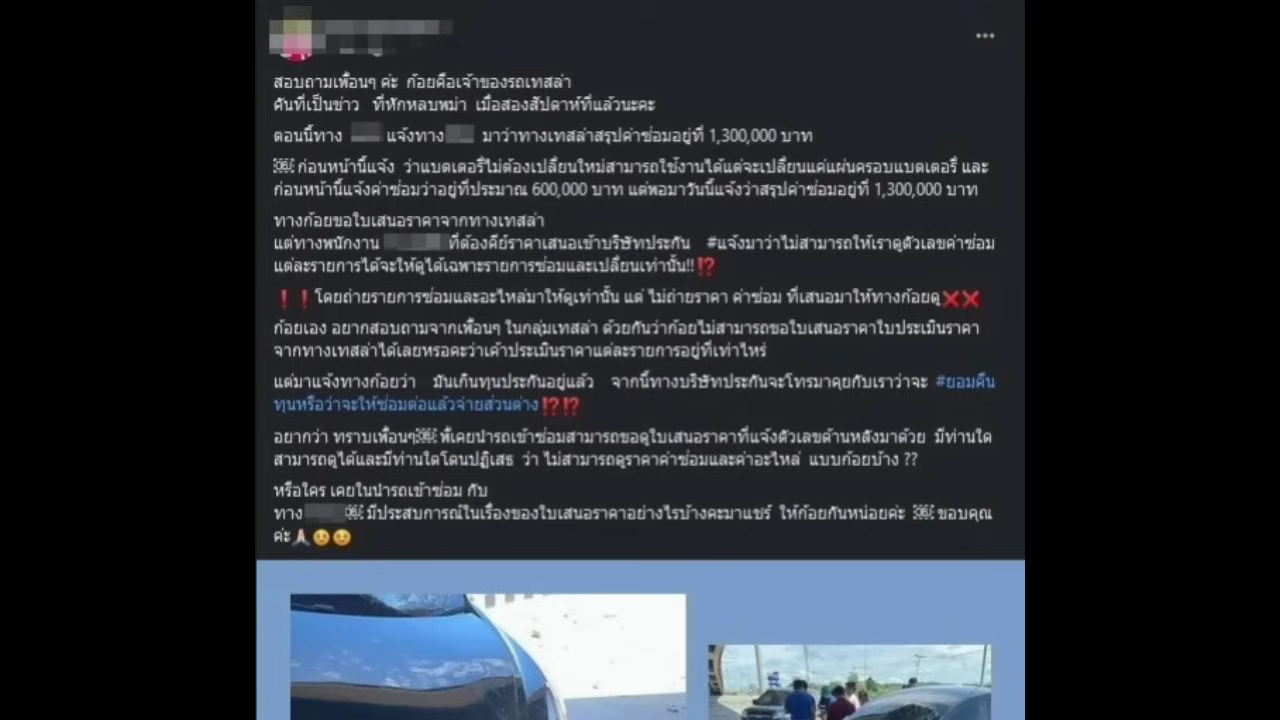 สอบถามเพื่อนๆ ค่ะ ก้อยคือเจ้าของรถเทสล่า
คันที่เป็นข่าว ที่หักหลบพม่า เมื่อสองสัปดาห์ที่แล้วนะคะ
ตอนนี้ทาง แจ้งทาง มาว่าทางเทสล่าสรุปค่าซ่อมอยู่ที่ 1,300,000 บาท
ก่อนหน้านี้แจ้ง ว่าแบตเตอรี่ไม่ต้องเปลี่ยนใหม่สามารถใช้งานได้แต่จะเปลี่ยนแค่แผ่นครอบแบตเตอรี่ และ
ก่อนหน้านี้แจ้งค่าซ่อมว่าอยู่ที่ประมาณ 600,000 บาท แต่พอมาวันนี้แจ้งว่าสรุปค่าซ่อมอยู่ที่ 1,300,000 บาท
ทางก้อยขอใบเสนอราคาจากทางเทสล่า
แต่ทางพนักงาน ที่ต้องคีย์ราคาเสนอเข้าบริษัทประกัน #แจ้งมาว่าไม่สามารถให้เราดูตัวเลขค่าซ่อม
แต่ละรายการได้จะให้ดูได้เฉพาะรายการซ่อมและเปลี่ยนเท่านั้น!!⁉️
❗❗โดยถ่ายรายการซ่อมและอะไหล่มาให้ดูเท่านั้น แต่ ไม่ถ่ายราคา ค่าซ่อม ที่เสนอมาให้ทางก้อยดู❌❌
ก้อยเอง อยากสอบถามจากเพื่อนๆ ในกลุ่มเทสล่า ด้วยกันว่าก้อยไม่สามารถขอใบเสนอราคาใบประเมินราคา
จากทางเทสล่าได้เลยหรอคะว่าเค้าประเมินราคาแต่ละรายการอยู่ที่เท่าไหร่
แต่มาแจ้งทางก้อยว่า มันเกินทุนประกันอยู่แล้ว จากนี้ทางบริษัทประกันจะโทรมาคุยกับเราว่าจะ #ยอมคืน
ทุนหรือว่าจะให้ซ่อมต่อแล้วจ่ายส่วนต่าง⁉️⁉️
อยากว่า ทราบเพื่อนๆ พี้เคยนำรถเข้าซ่อมสามารถขอดูใบเสนอราคาที่แจ้งตัวเลขด้านหลังมาด้วย มีท่านใด
สามารถดูได้และมีท่านใดโดนปฏิเสธ ว่า ไม่สามารถดูราคาค่าซ่อมและค่าอะไหล่ แบบก้อยบ้าง ??
หรือใคร เคยในนำรถเข้าซ่อม กับ
ทาง มีประสบการณ์ในเรื่องของใบเสนอราคาอย่างไรบ้างคะมาแชร์ ให้ก้อยกันหน่อยค่ะ ขอบคุณ
ค่ะ🙏🏻🥹🥹